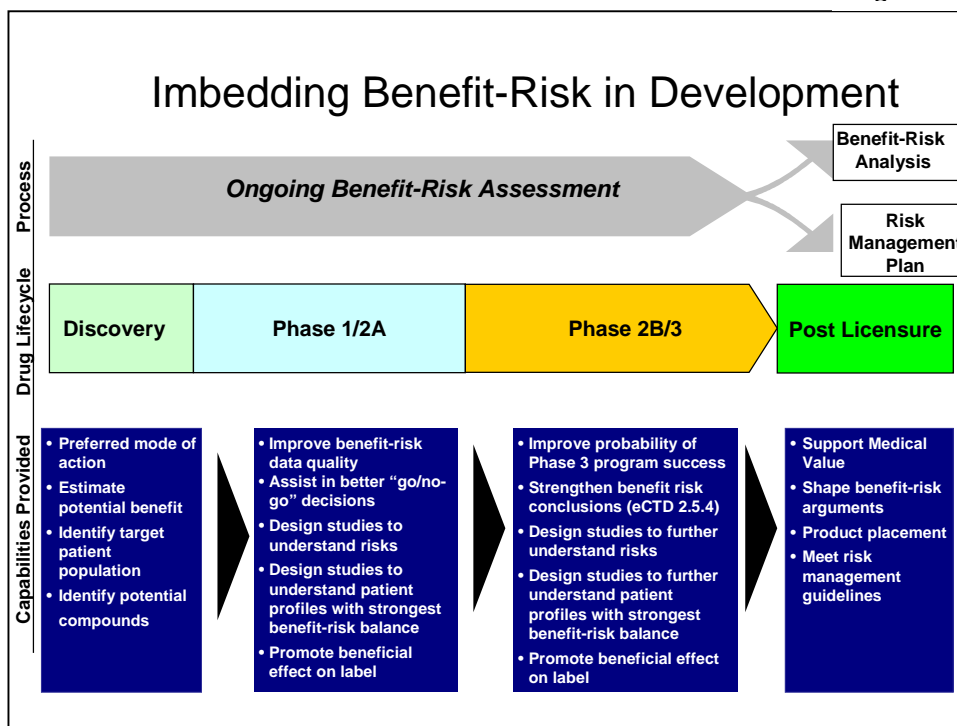 Imbedding Benefit-Risk in Development
Process
Ongoing Benefit-Risk Assessment
Benefit-Risk
Analysis
Risk
Management
Plan
Drug Lifecycle
Discovery
Phase 1/2A
Phase 2B/3
Post Licensure
Capabilities Provided
• Preferred mode of
action
• Estimate
potential benefit
• Identify target
patient
population
• Identify potential
compounds
• Improve benefit-risk
data quality
• Assist in better “go/no-
go” decisions
• Design studies to
understand risks
• Design studies to
understand patient
profiles with strongest
benefit-risk balance
• Promote beneficial
effect on label
• Improve probability of
Phase 3 program success
• Strengthen benefit risk
conclusions (eCTD 2.5.4)
• Design studies to further
understand risks
• Design studies to further
understand patient
profiles with strongest
benefit-risk balance
• Promote beneficial effect
on label
• Support Medical
Value
• Shape benefit-risk
arguments
• Product placement
• Meet risk
management
guidelines